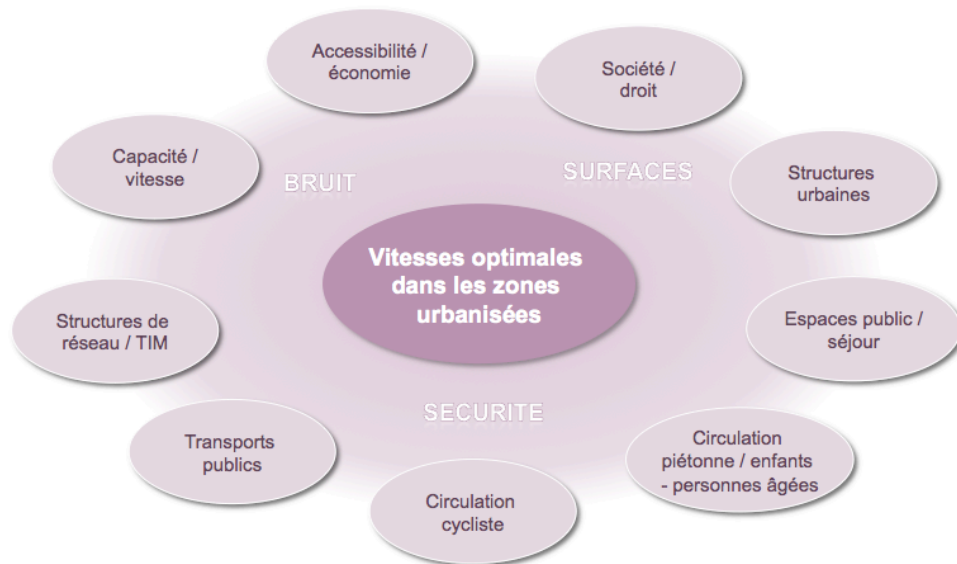 Accessibilité /
économie
Société /
droit
Capacité /
vitesse
BRUIT
SURFACES
Structures
urbaines
Vitesses optimales
dans les zones
urbanisées
Structures de
réseau / TIM
Espaces public /
séjour
SECURITE
Transports
publics
Circulation
piétonne / enfants
- personnes âgées
Circulation
cycliste